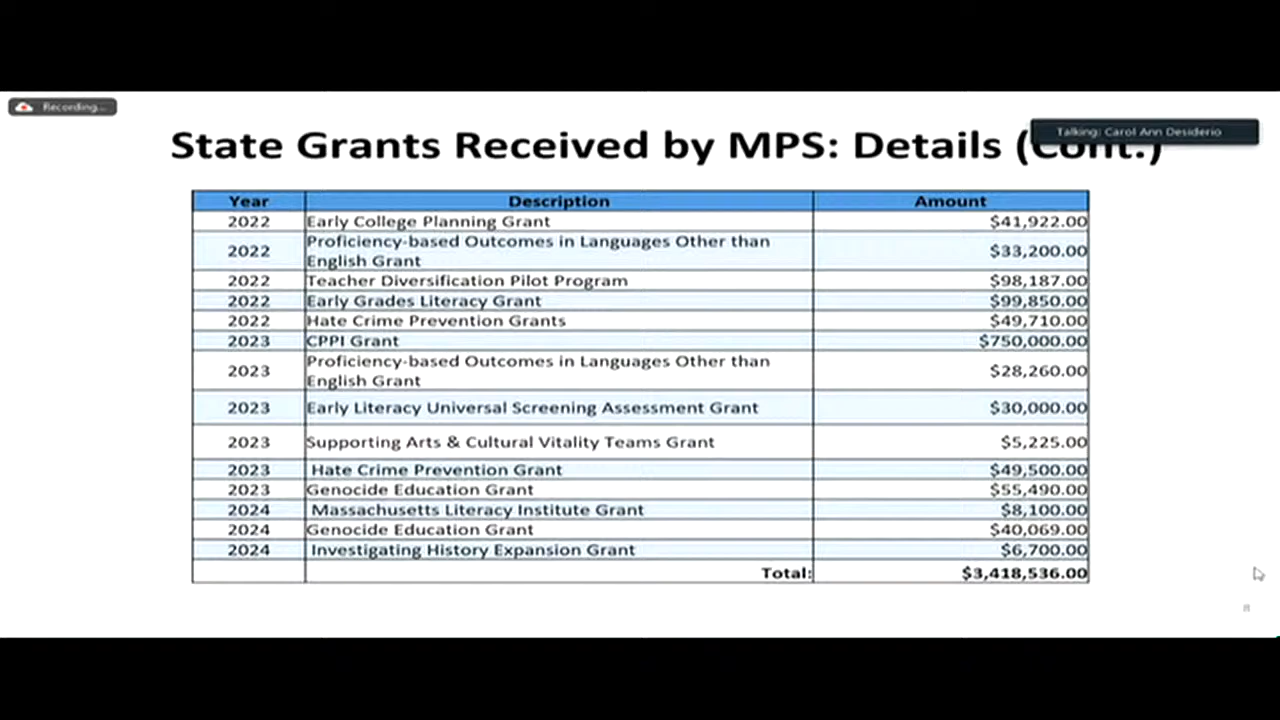 Recording...
Talking: Carol Ann Desiderio
State Grants Received by MPS: Details (Cont.)
Year Description Amount
2022 Early College Planning Grant $41,922.00
2022 Proficiency-based Outcomes in Languages Other than
English Grant $33,200.00
2022 Teacher Diversification Pilot Program $98,187.00
2022 Early Grades Literacy Grant $99,850.00
2022 Hate Crime Prevention Grants $49,710.00
2023 CPPI Grant $750,000.00
2023 Proficiency-based Outcomes in Languages Other than
English Grant $28,260.00
2023 Early Literacy Universal Screening Assessment Grant $30,000.00
2023 Supporting Arts & Cultural Vitality Teams Grant $5,225.00
2023 Hate Crime Prevention Grant $49,500.00
2023 Genocide Education Grant $55,490.00
2024 Massachusetts Literacy Institute Grant $8,100.00
2024 Genocide Education Grant $40,069.00
2024 Investigating History Expansion Grant $6,700.00
Total: $3,418,536.00